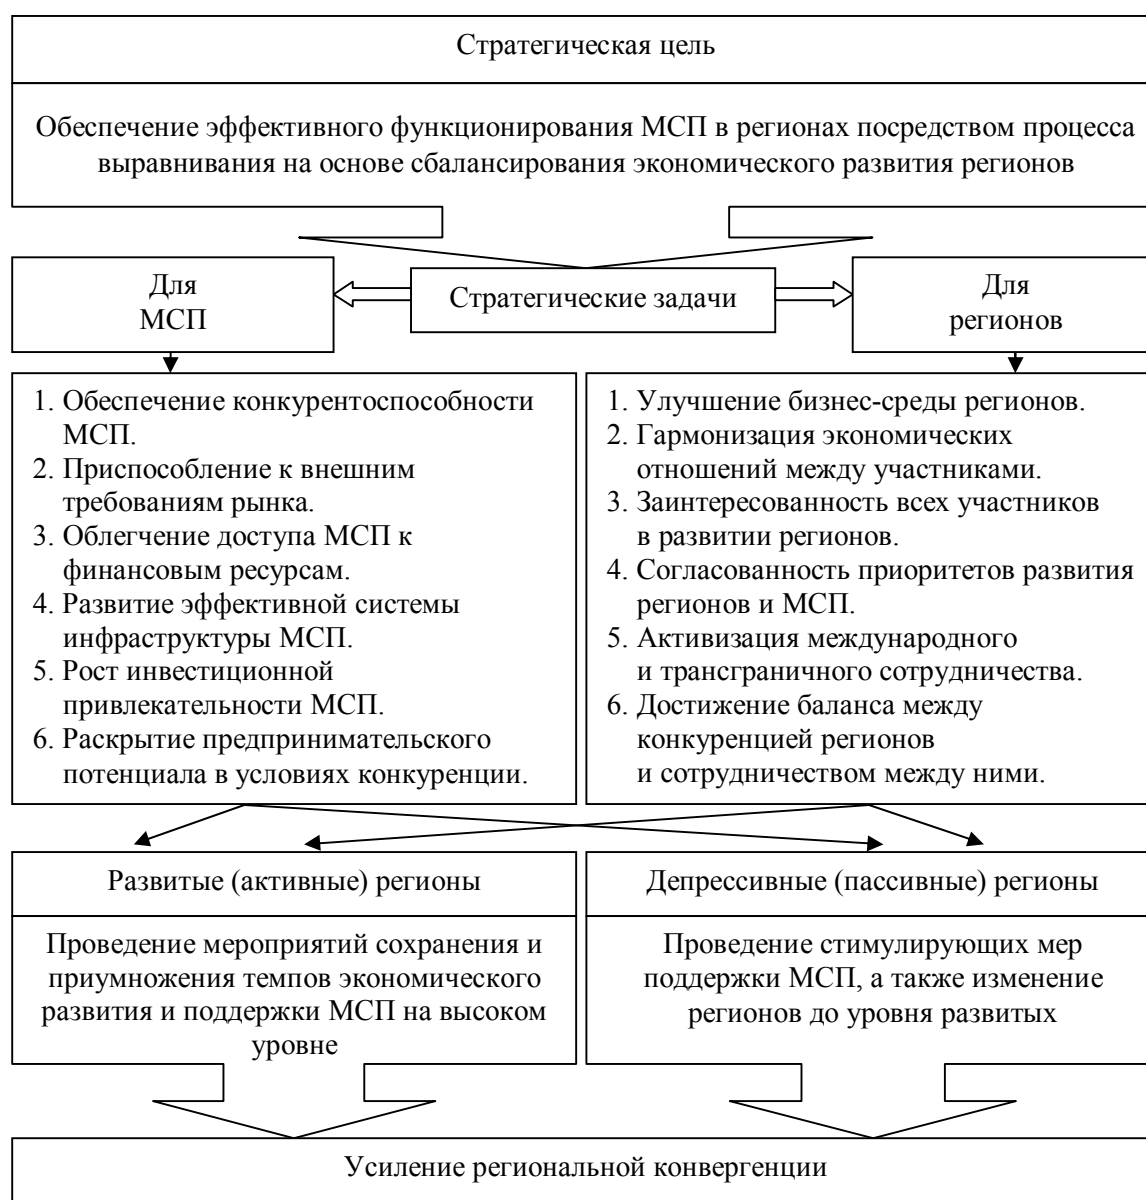 Стратегическая цель
Обеспечение эффективного функционирования МСП в регионах посредством процесса
выравнивания на основе сбалансирования экономического развития регионов
Для
МСП
Стратегические задачи
Для
регионов
1. Обеспечение конкурентоспособности
МСП.
2. Приспособление к внешним
требованиям рынка.
3. Облегчение доступа МСП к
финансовым ресурсам.
4. Развитие эффективной системы
инфраструктуры МСП.
5. Рост инвестиционной
привлекательности МСП.
6. Раскрытие предпринимательского
потенциала в условиях конкуренции.
1. Улучшение бизнес-среды регионов.
2. Гармонизация экономических
отношений между участниками.
3. Заинтересованность всех участников
в развитии регионов.
4. Согласованность приоритетов развития
регионов и МСП.
5. Активизация международного
и трансграничного сотрудничества.
6. Достижение баланса между
конкуренцией регионов
и сотрудничеством между ними.
Развитые (активные) регионы
Проведение мероприятий сохранения и
приумножения темпов экономического
развития и поддержки МСП на высоком
уровне
Депрессивные (пассивные) регионы
Проведение стимулирующих мер
поддержки МСП, а также изменение
регионов до уровня развитых
Усиление региональной конвергенции